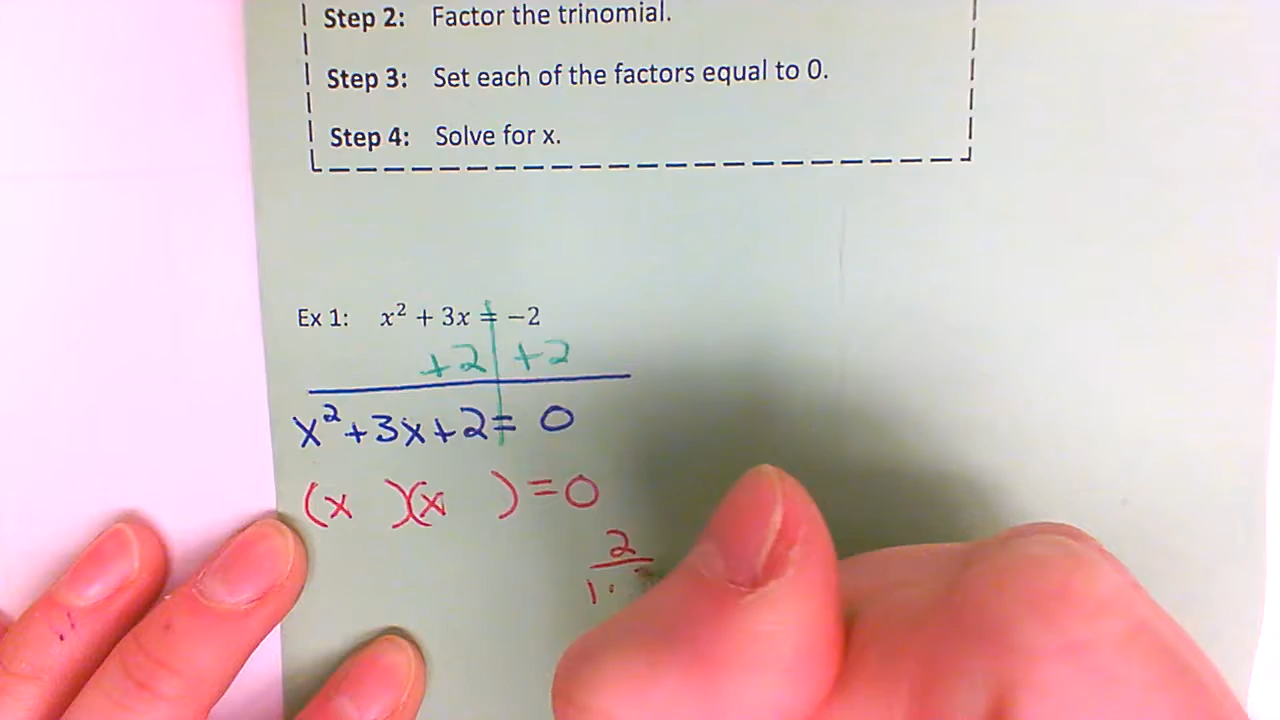 Step 2: Factor the trinomial.
Step 3: Set each of the factors equal to 0.
Step 4: Solve for x.
Ex 1: x² + 3x = −2
+2 +2
x²+3x+2= 0
(x )(x )=0
2
1·